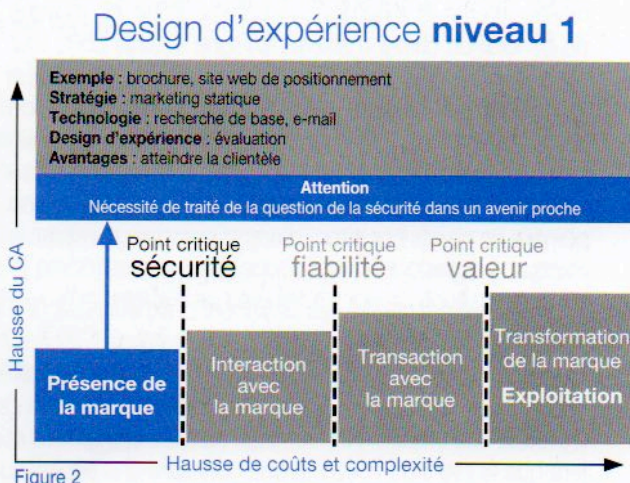 Design d'expérience niveau 1
Exemple : brochure, site web de positionnement
Stratégie : marketing statique
Technologie : recherche de base, e-mail
Design d'expérience : évaluation
Avantages : atteindre la clientèle
Attention
Nécessité de traité de la question de la sécurité dans un avenir proche
Hausse du CA
Point critique
sécurité
Point critique
fiabilité
Point critique
valeur
Présence de
la marque
Interaction
avec
la marque
Transaction
avec
la marque
Transformation
de la marque
Exploitation
Hausse de coûts et complexité
Figure 2